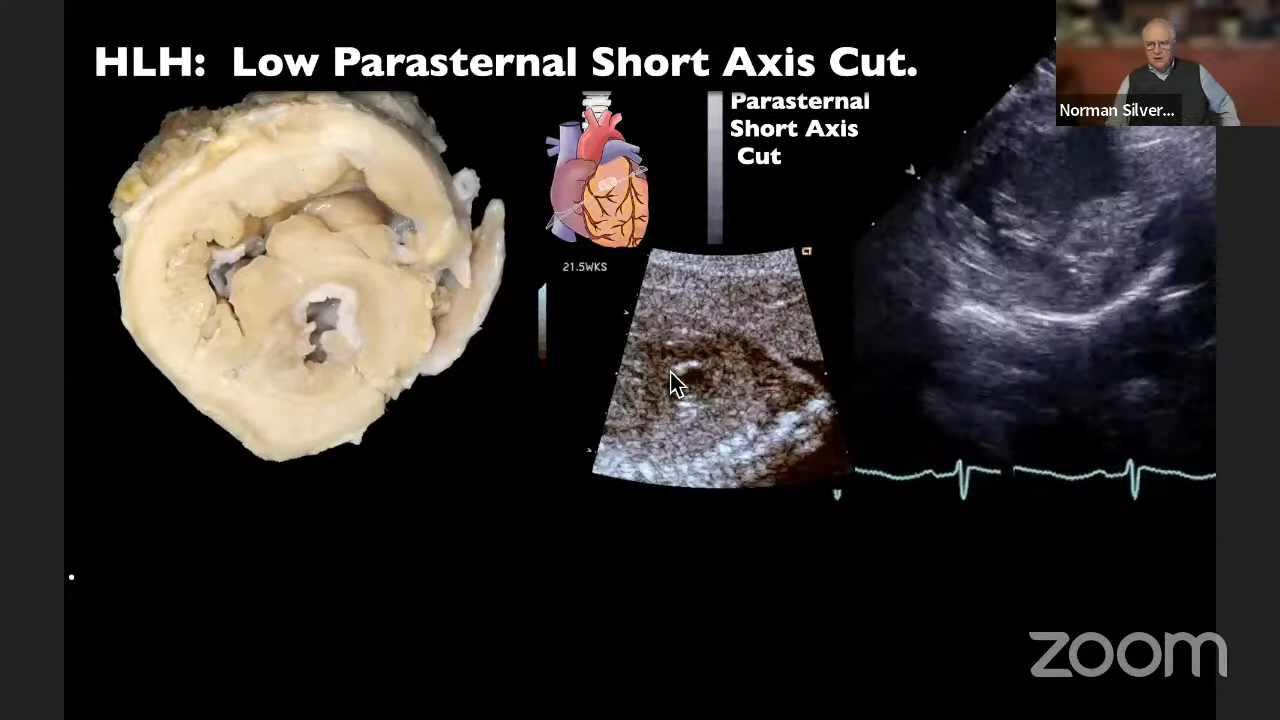 HLH: Low Parasternal Short Axis Cut.
Parasternal
Short Axis
Cut
Norman Silver...
21.5WKS
zoom